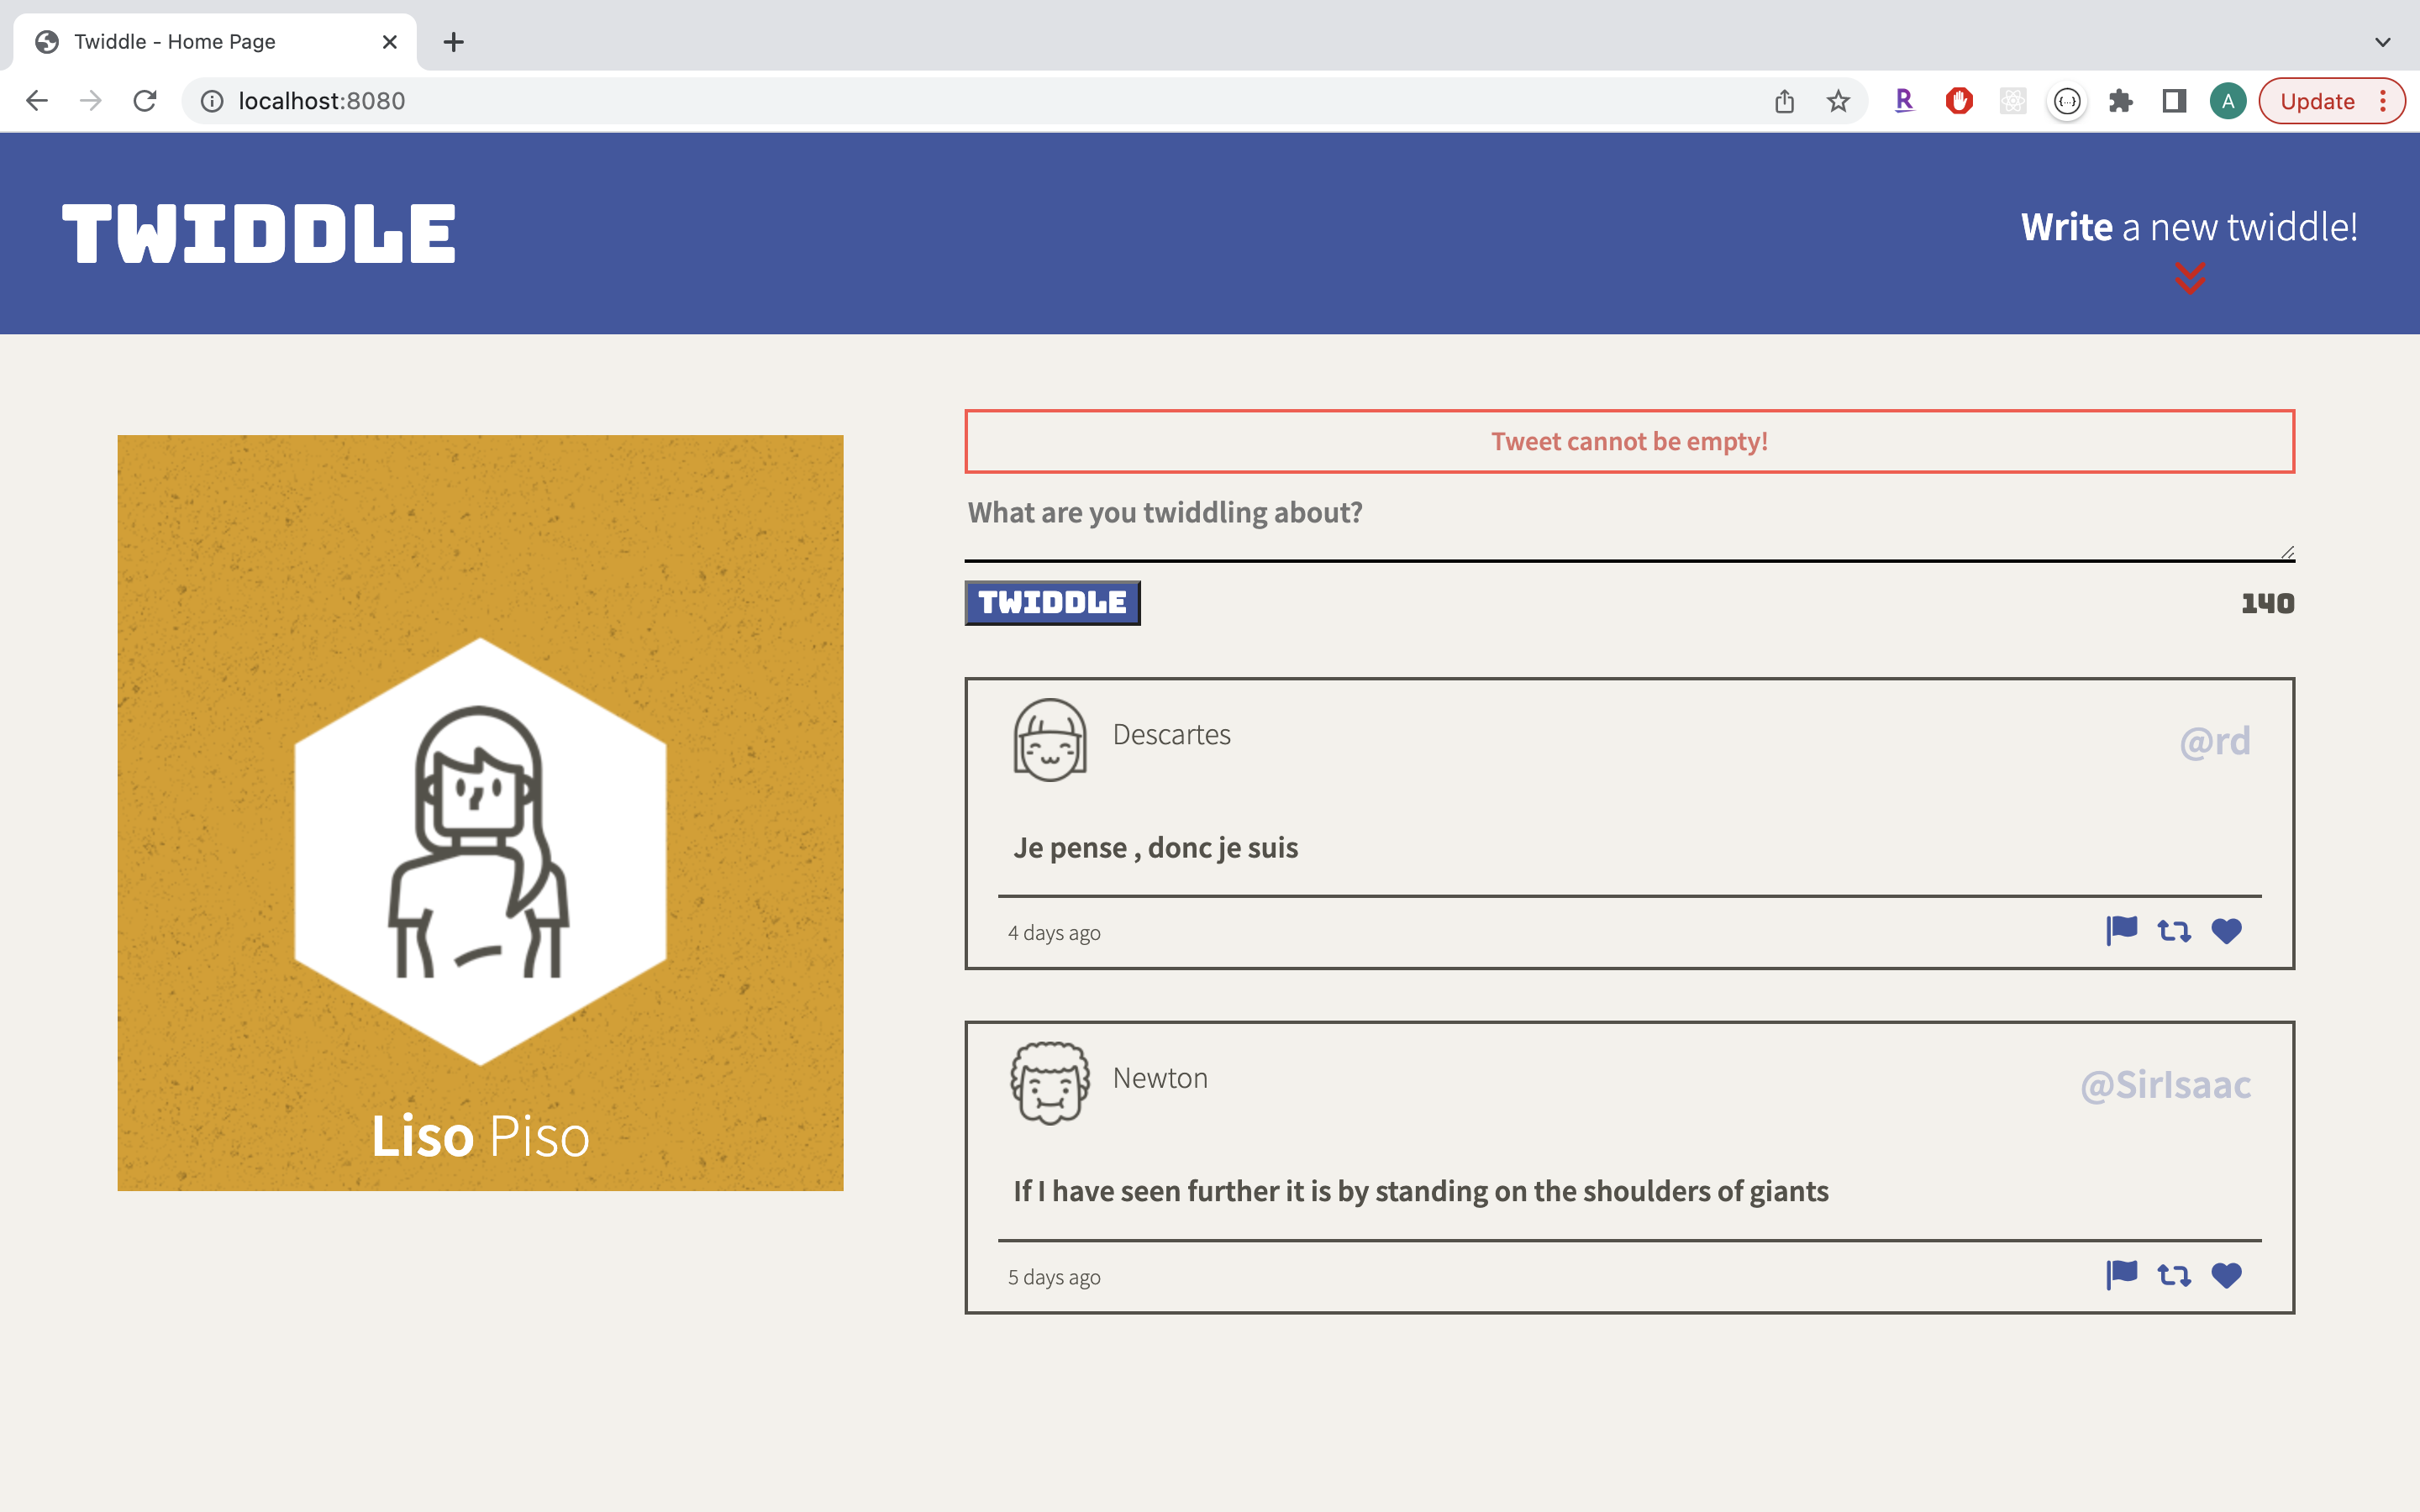 Twiddle - Home Page
localhost:8080
R
A
Update
TWIDDLE
Write a new twiddle!
Tweet cannot be empty!
What are you twiddling about?
TWIDDLE
140
Descartes
@rd
Je pense , donc je suis
4 days ago
Newton
@SirIsaac
If I have seen further it is by standing on the shoulders of giants
5 days ago
Liso Piso